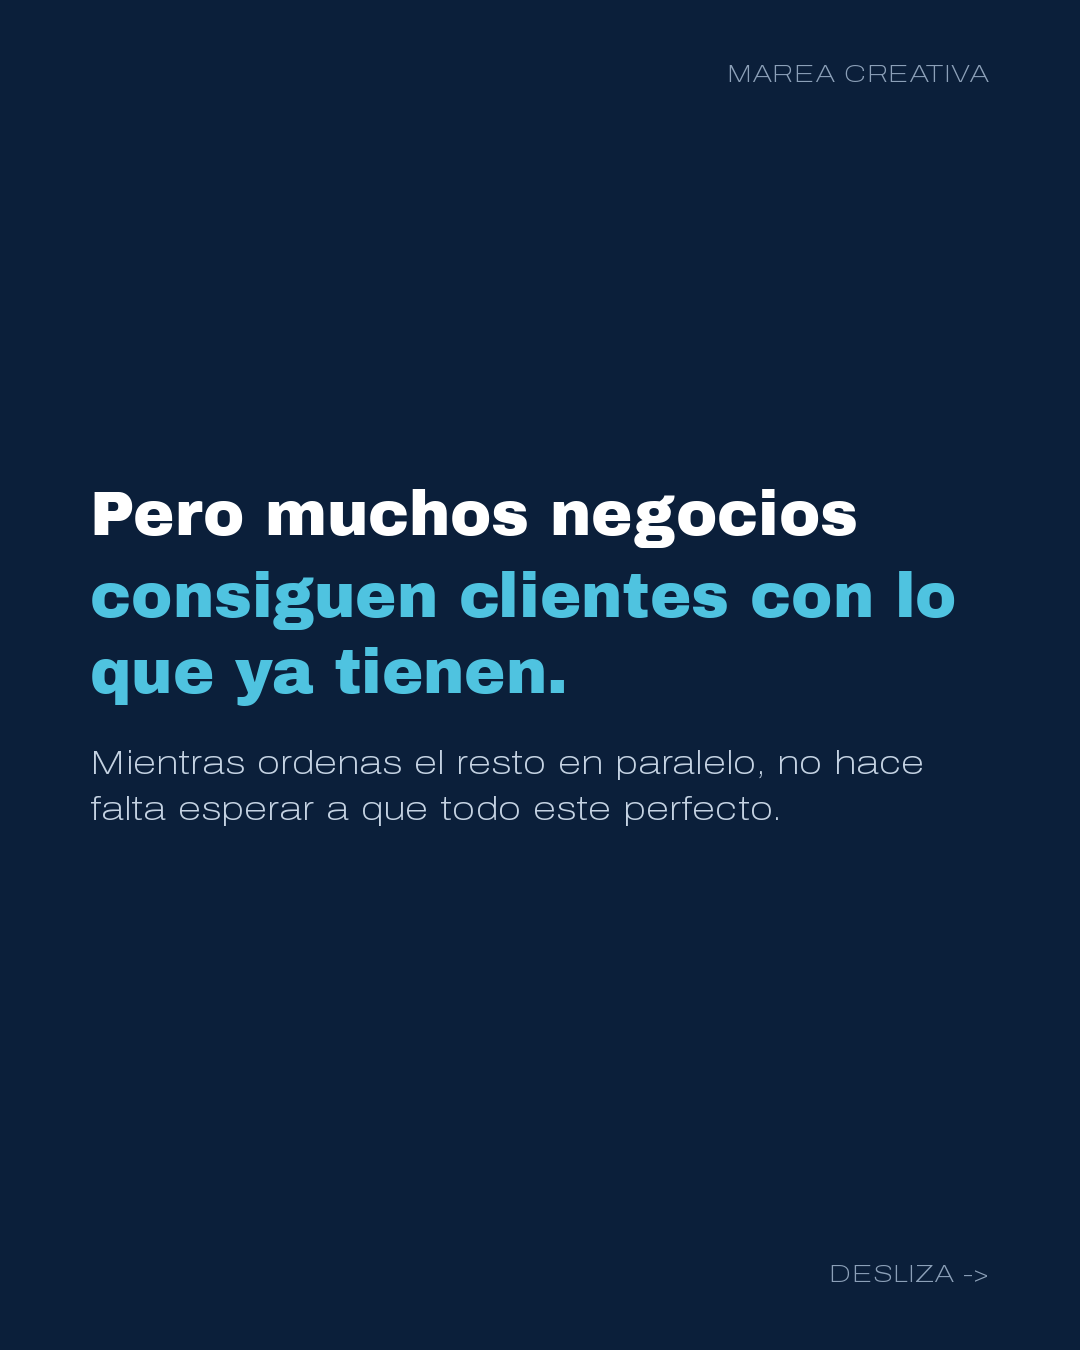 MAREA CREATIVA
Pero muchos negocios
consiguen clientes con lo
que ya tienen.
Mientras ordenas el resto en paralelo, no hace
falta esperar a que todo este perfecto.
DESLIZA ->